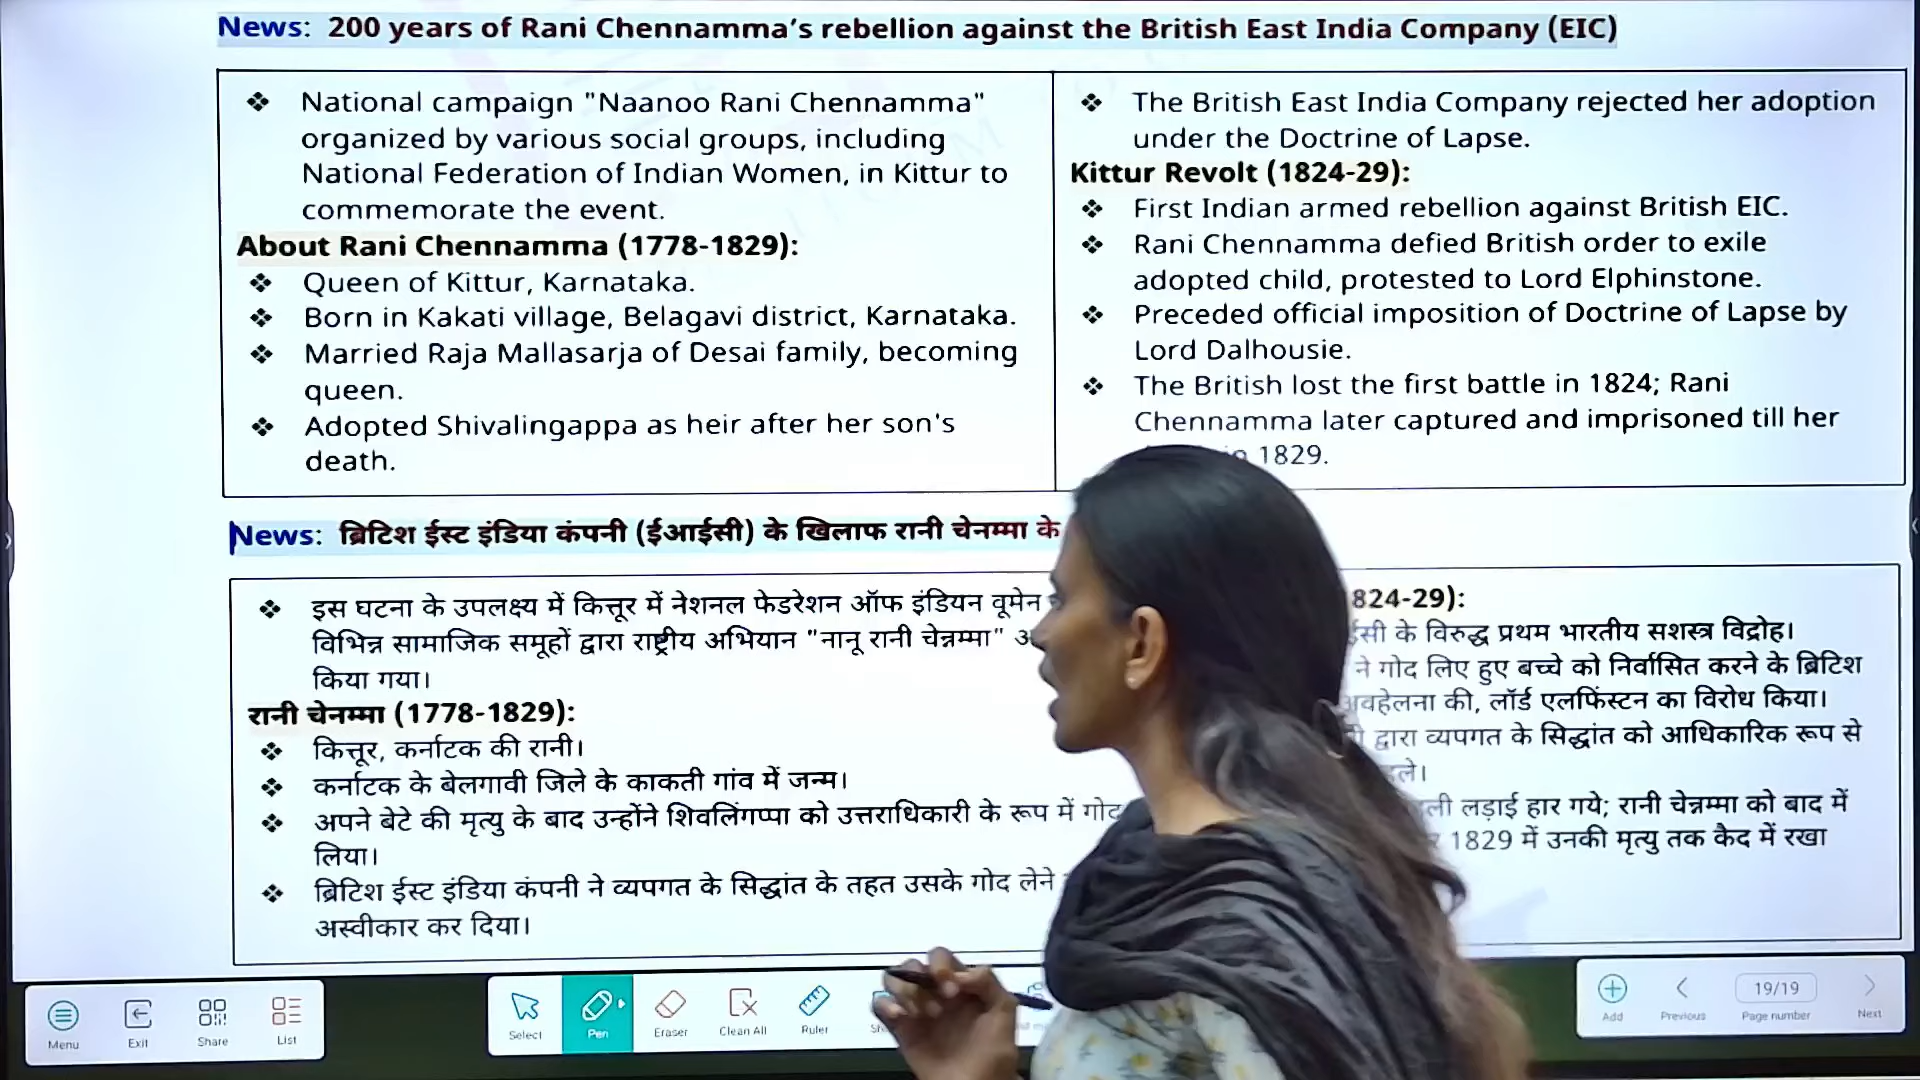 News: 200 years of Rani Chennamma's rebellion against the British East India Company (EIC)
❖ National campaign "Naanoo Rani Chennamma"
organized by various social groups, including
National Federation of Indian Women, in Kittur to
commemorate the event.
About Rani Chennamma (1778-1829):
❖ Queen of Kittur, Karnataka.
❖ Born in Kakati village, Belagavi district, Karnataka.
❖ Married Raja Mallasarja of Desai family, becoming
queen.
❖ Adopted Shivalingappa as heir after her son's
death.
❖ The British East India Company rejected her adoption
under the Doctrine of Lapse.
Kittur Revolt (1824-29):
❖ First Indian armed rebellion against British EIC.
❖ Rani Chennamma defied British order to exile
adopted child, protested to Lord Elphinstone.
❖ Preceded official imposition of Doctrine of Lapse by
Lord Dalhousie.
❖ The British lost the first battle in 1824; Rani
Chennamma later captured and imprisoned till her
1829.
News: ब्रिटिश ईस्ट इंडिया कंपनी (ईआईसी) के खिलाफ रानी चेनम्मा के
❖ इस घटना के उपलक्ष्य में कित्तूर में नेशनल फेडरेशन ऑफ इंडियन वूमेन
विभिन्न सामाजिक समूहों द्वारा राष्ट्रीय अभियान "नानू रानी चेन्नम्मा"
किया गया।
रानी चेनम्मा (1778-1829):
❖ कित्तूर, कर्नाटक की रानी।
❖ कर्नाटक के बेलगावी जिले के काकती गांव में जन्म।
❖ अपने बेटे की मृत्यु के बाद उन्होंने शिवलिंगप्पा को उत्तराधिकारी के रूप में गोद
लिया।
❖ ब्रिटिश ईस्ट इंडिया कंपनी ने व्यपगत के सिद्धांत के तहत उसके गोद लेने
अस्वीकार कर दिया।
824-29):
के विरुद्ध प्रथम भारतीय सशस्त्र विद्रोह।
ने गोद लिए हुए बच्चे को निर्वासित करने के ब्रिटिश
अवहेलना की, लॉर्ड एलफिंस्टन का विरोध किया।
द्वारा व्यपगत के सिद्धांत को आधिकारिक रूप से
लड़ाई हार गये; रानी चेन्नम्मा को बाद में
1829 में उनकी मृत्यु तक कैद में रखा
Menu
Exit
Share
List
Select
Pen
Eraser
Clean All
Ruler
Add
Previous
19/19
Page number
Next